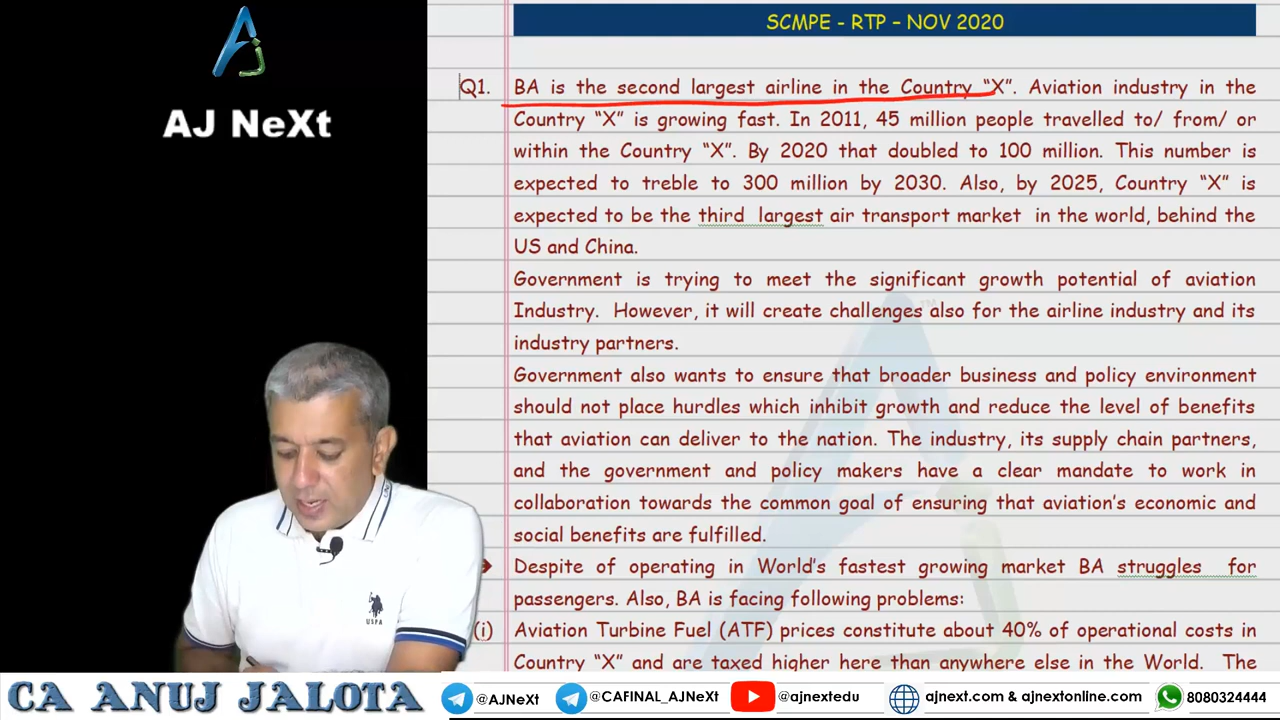 SCMPE - RTP – NOV 2020
AJ NeXt
Q1. BA is the second largest airline in the Country “X”. Aviation industry in the
Country “X” is growing fast. In 2011, 45 million people travelled to/ from/ or
within the Country “X”. By 2020 that doubled to 100 million. This number is
expected to treble to 300 million by 2030. Also, by 2025, Country “X” is
expected to be the third largest air transport market in the world, behind the
US and China.
Government is trying to meet the significant growth potential of aviation
Industry. However, it will create challenges also for the airline industry and its
industry partners.
Government also wants to ensure that broader business and policy environment
should not place hurdles which inhibit growth and reduce the level of benefits
that aviation can deliver to the nation. The industry, its supply chain partners,
and the government and policy makers have a clear mandate to work in
collaboration towards the common goal of ensuring that aviation’s economic and
social benefits are fulfilled.
Despite of operating in World’s fastest growing market BA struggles for
passengers. Also, BA is facing following problems:
(i) Aviation Turbine Fuel (ATF) prices constitute about 40% of operational costs in
Country “X” and are taxed higher here than anywhere else in the World. The
USPA
CA ANUJ JALOTA @AJNeXt @CAFINAL_AJNeXt @ajnextedu ajnext.com & ajnextonline.com 8080324444